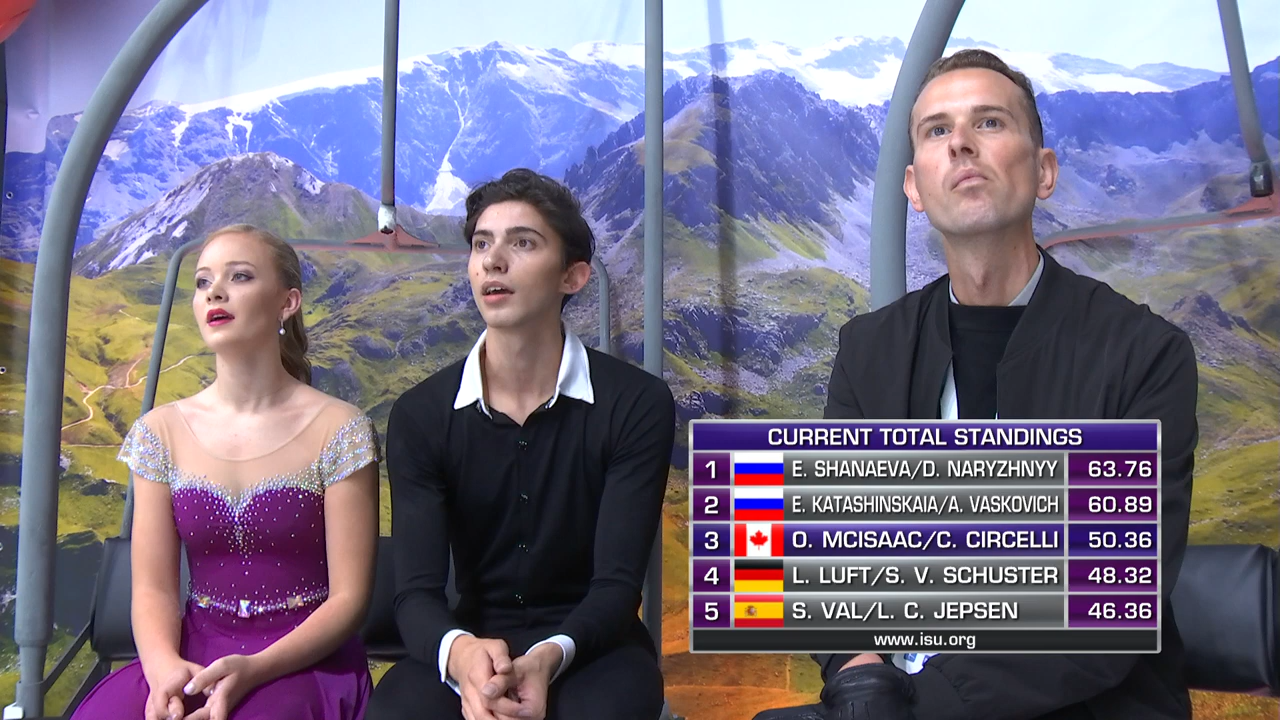 CURRENT TOTAL STANDINGS
1 E. SHANAEVA/D. NARYZHNYY 63.76
2 E. KATASHINSKAIA/A. VASKOVICH 60.89
3 O. MCISAAC/C. CIRCELLI 50.36
4 L. LUFT/S. V. SCHUSTER 48.32
5 S. VAL/L. C. JEPSEN 46.36
www.isu.org